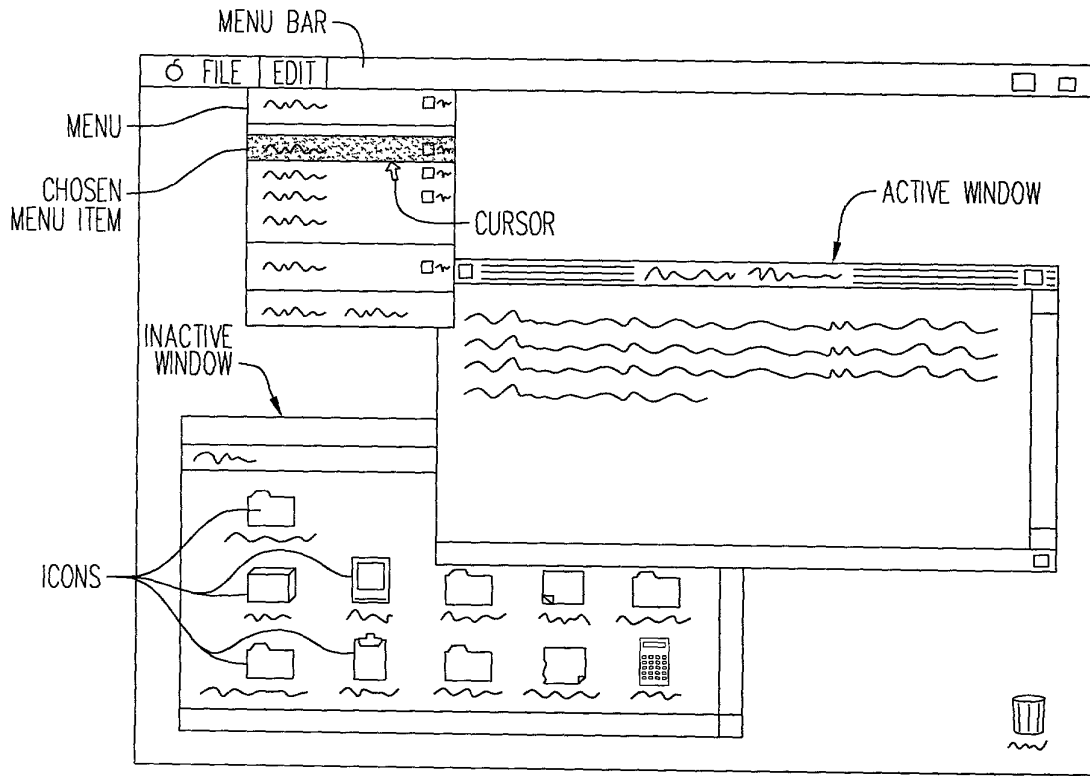 MENU BAR
FILE EDIT
MENU
CHOSEN
MENU ITEM
CURSOR
ACTIVE WINDOW
INACTIVE
WINDOW
ICONS